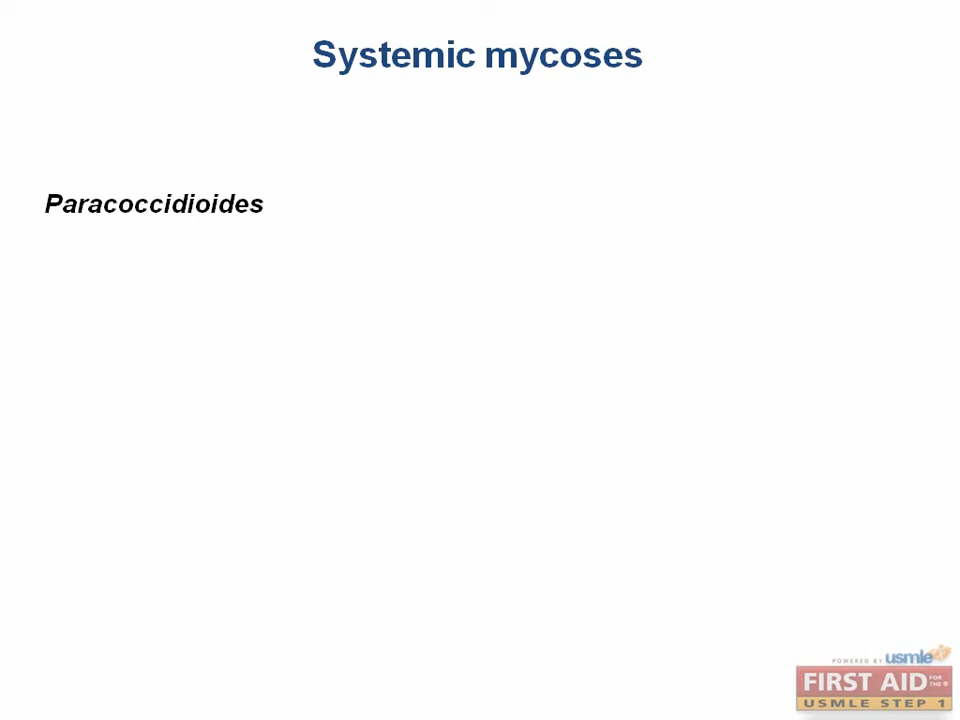 Systemic mycoses
Paracoccidioides
POWERED BY usmle
FIRST AID FOR THE ®
USMLE STEP 1